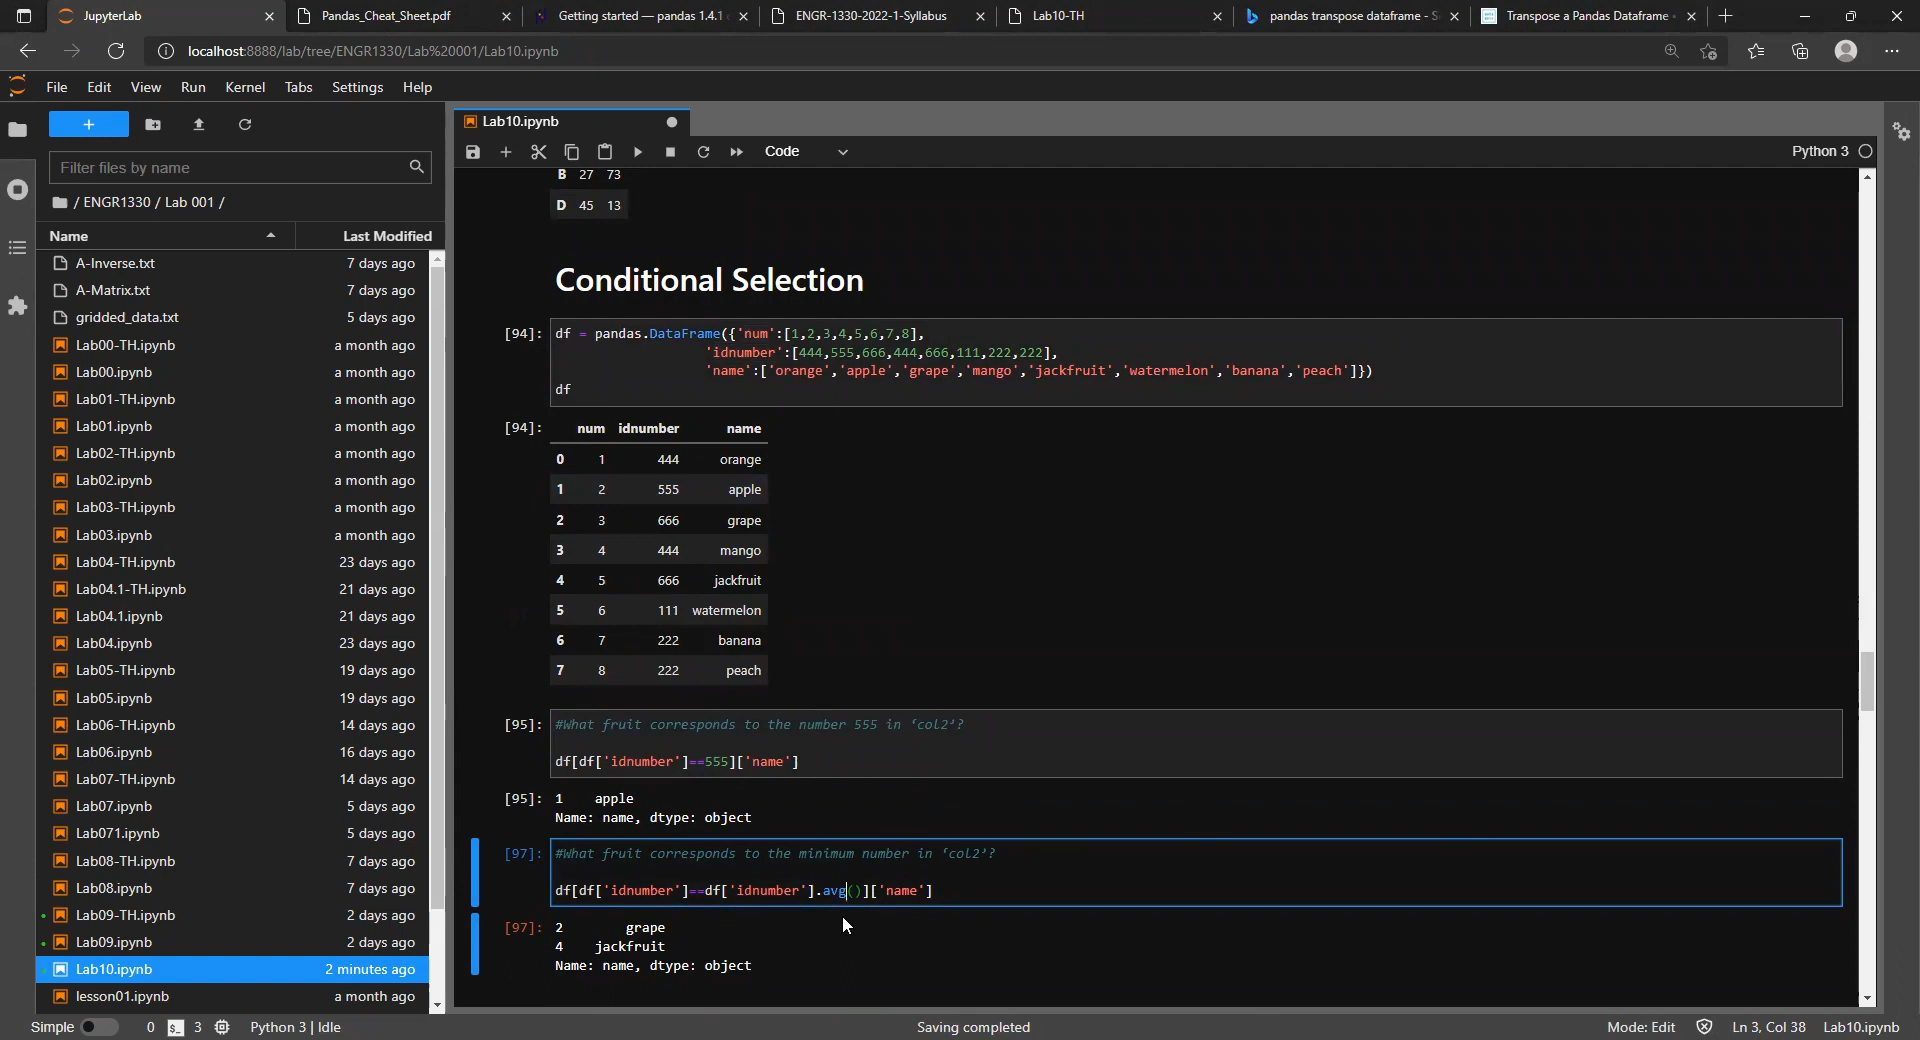 JupyterLab
Pandas_Cheat_Sheet.pdf
Getting started — pandas 1.4.1
ENGR-1330-2022-1-Syllabus
Lab10-TH
pandas transpose dataframe - S
Transpose a Pandas Dataframe
localhost:8888/lab/tree/ENGR1330/Lab%20001/Lab10.ipynb
File Edit View Run Kernel Tabs Settings Help
Filter files by name
/ ENGR1330 / Lab 001 /
Name Last Modified
A-Inverse.txt 7 days ago
A-Matrix.txt 7 days ago
gridded_data.txt 5 days ago
Lab00-TH.ipynb a month ago
Lab00.ipynb a month ago
Lab01-TH.ipynb a month ago
Lab01.ipynb a month ago
Lab02-TH.ipynb a month ago
Lab02.ipynb a month ago
Lab03-TH.ipynb a month ago
Lab03.ipynb a month ago
Lab04-TH.ipynb 23 days ago
Lab04.1-TH.ipynb 21 days ago
Lab04.1.ipynb 21 days ago
Lab04.ipynb 23 days ago
Lab05-TH.ipynb 19 days ago
Lab05.ipynb 19 days ago
Lab06-TH.ipynb 14 days ago
Lab06.ipynb 16 days ago
Lab07-TH.ipynb 14 days ago
Lab07.ipynb 5 days ago
Lab071.ipynb 5 days ago
Lab08-TH.ipynb 7 days ago
Lab08.ipynb 7 days ago
Lab09-TH.ipynb 2 days ago
Lab09.ipynb 2 days ago
Lab10.ipynb 2 minutes ago
lesson01.ipynb a month ago
Lab10.ipynb
Code
Python 3
B 27 73
D 45 13
Conditional Selection
[94]: df = pandas.DataFrame({'num':[1,2,3,4,5,6,7,8],
'idnumber':[444,555,666,444,666,111,222,222],
'name':['orange','apple','grape','mango','jackfruit','watermelon','banana','peach']})
df
[94]: num idnumber name
0 1 444 orange
1 2 555 apple
2 3 666 grape
3 4 444 mango
4 5 666 jackfruit
5 6 111 watermelon
6 7 222 banana
7 8 222 peach
[95]: #What fruit corresponds to the number 555 in ‘col2’?
df[df['idnumber']==555]['name']
[95]: 1 apple
Name: name, dtype: object
[97]: #What fruit corresponds to the minimum number in ‘col2’?
df[df['idnumber']==df['idnumber'].avg()]['name']
[97]: 2 grape
4 jackfruit
Name: name, dtype: object
Simple 0 3 Python 3 | Idle Saving completed Mode: Edit Ln 3, Col 38 Lab10.ipynb